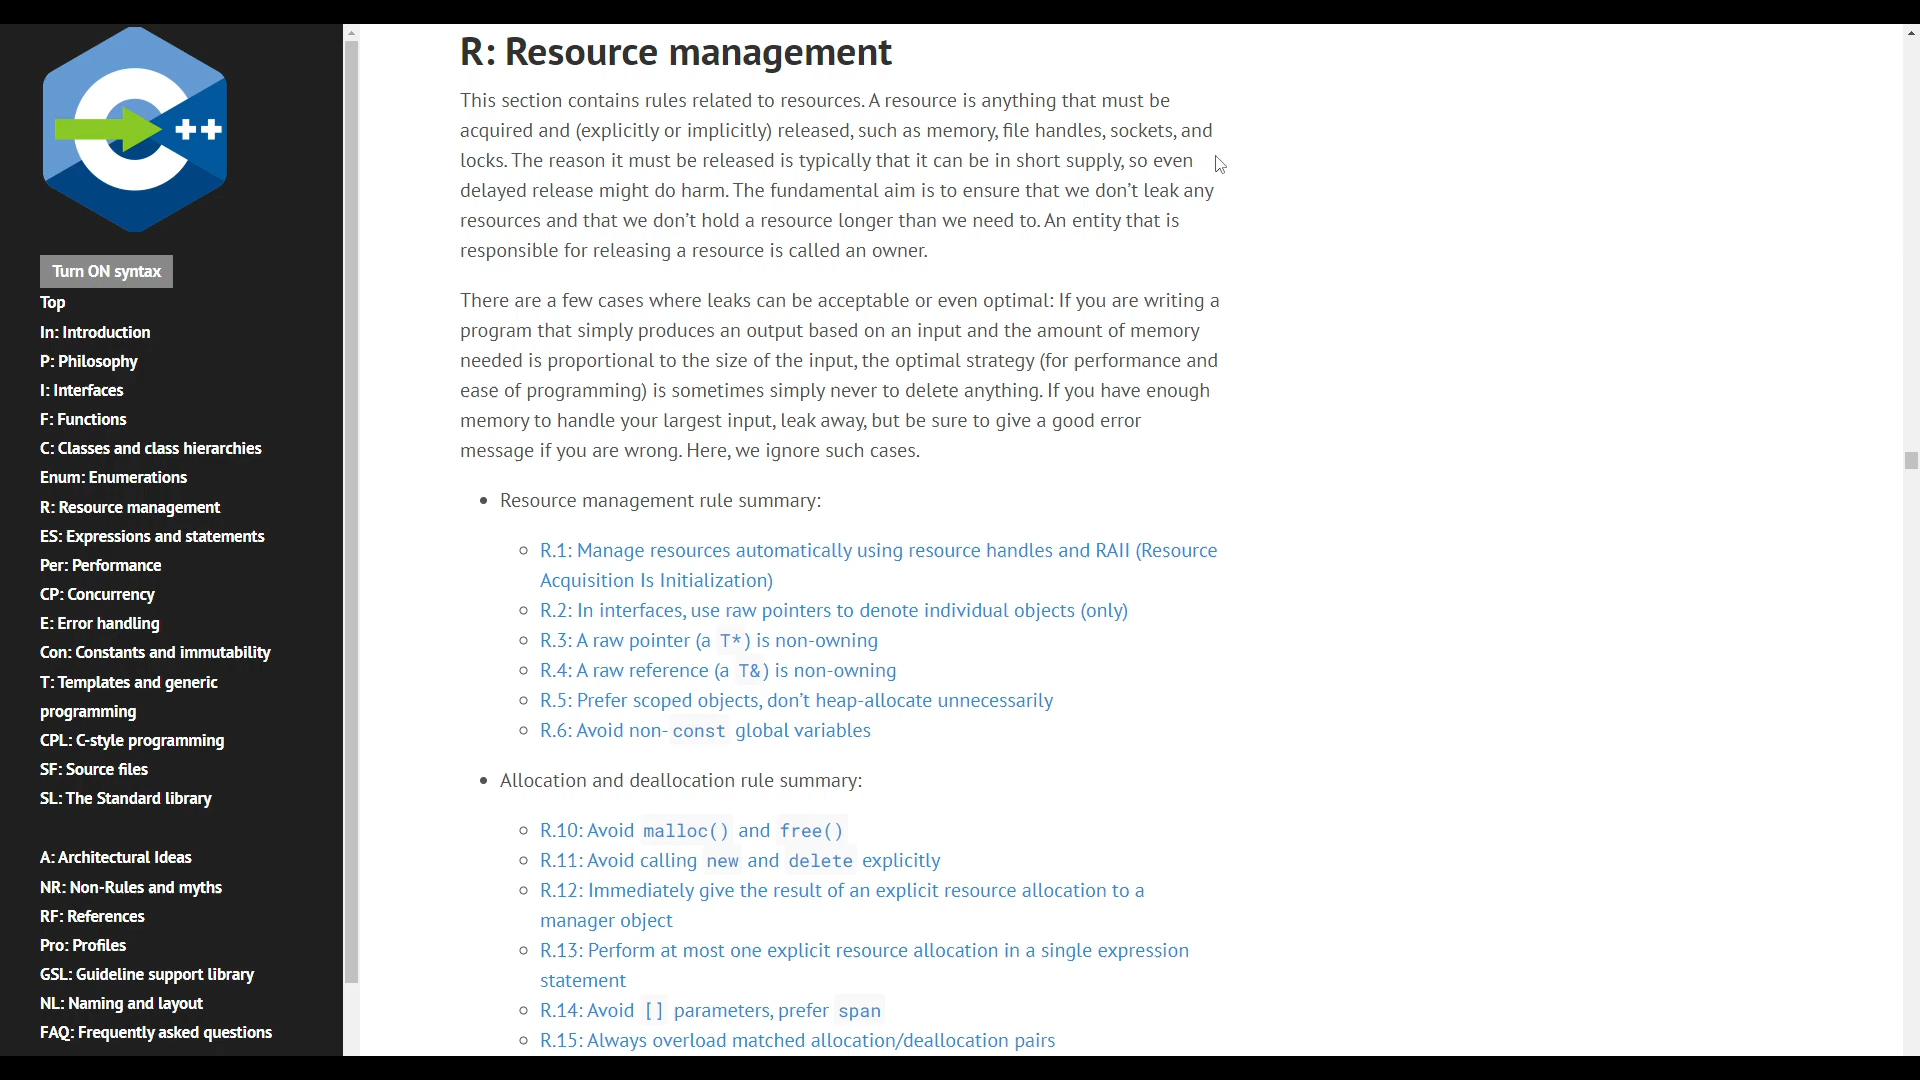 ++
Turn ON syntax
Top
In: Introduction
P: Philosophy
I: Interfaces
F: Functions
C: Classes and class hierarchies
Enum: Enumerations
R: Resource management
ES: Expressions and statements
Per: Performance
CP: Concurrency
E: Error handling
Con: Constants and immutability
T: Templates and generic
programming
CPL: C-style programming
SF: Source files
SL: The Standard library
A: Architectural Ideas
NR: Non-Rules and myths
RF: References
Pro: Profiles
GSL: Guideline support library
NL: Naming and layout
FAQ: Frequently asked questions
R: Resource management
This section contains rules related to resources. A resource is anything that must be
acquired and (explicitly or implicitly) released, such as memory, file handles, sockets, and
locks. The reason it must be released is typically that it can be in short supply, so even
delayed release might do harm. The fundamental aim is to ensure that we don’t leak any
resources and that we don’t hold a resource longer than we need to. An entity that is
responsible for releasing a resource is called an owner.
There are a few cases where leaks can be acceptable or even optimal: If you are writing a
program that simply produces an output based on an input and the amount of memory
needed is proportional to the size of the input, the optimal strategy (for performance and
ease of programming) is sometimes simply never to delete anything. If you have enough
memory to handle your largest input, leak away, but be sure to give a good error
message if you are wrong. Here, we ignore such cases.
• Resource management rule summary:
◦ R.1: Manage resources automatically using resource handles and RAII (Resource
Acquisition Is Initialization)
◦ R.2: In interfaces, use raw pointers to denote individual objects (only)
◦ R.3: A raw pointer (a T*) is non-owning
◦ R.4: A raw reference (a T&) is non-owning
◦ R.5: Prefer scoped objects, don’t heap-allocate unnecessarily
◦ R.6: Avoid non-const global variables
• Allocation and deallocation rule summary:
◦ R.10: Avoid malloc() and free()
◦ R.11: Avoid calling new and delete explicitly
◦ R.12: Immediately give the result of an explicit resource allocation to a
manager object
◦ R.13: Perform at most one explicit resource allocation in a single expression
statement
◦ R.14: Avoid [] parameters, prefer span
◦ R.15: Always overload matched allocation/deallocation pairs